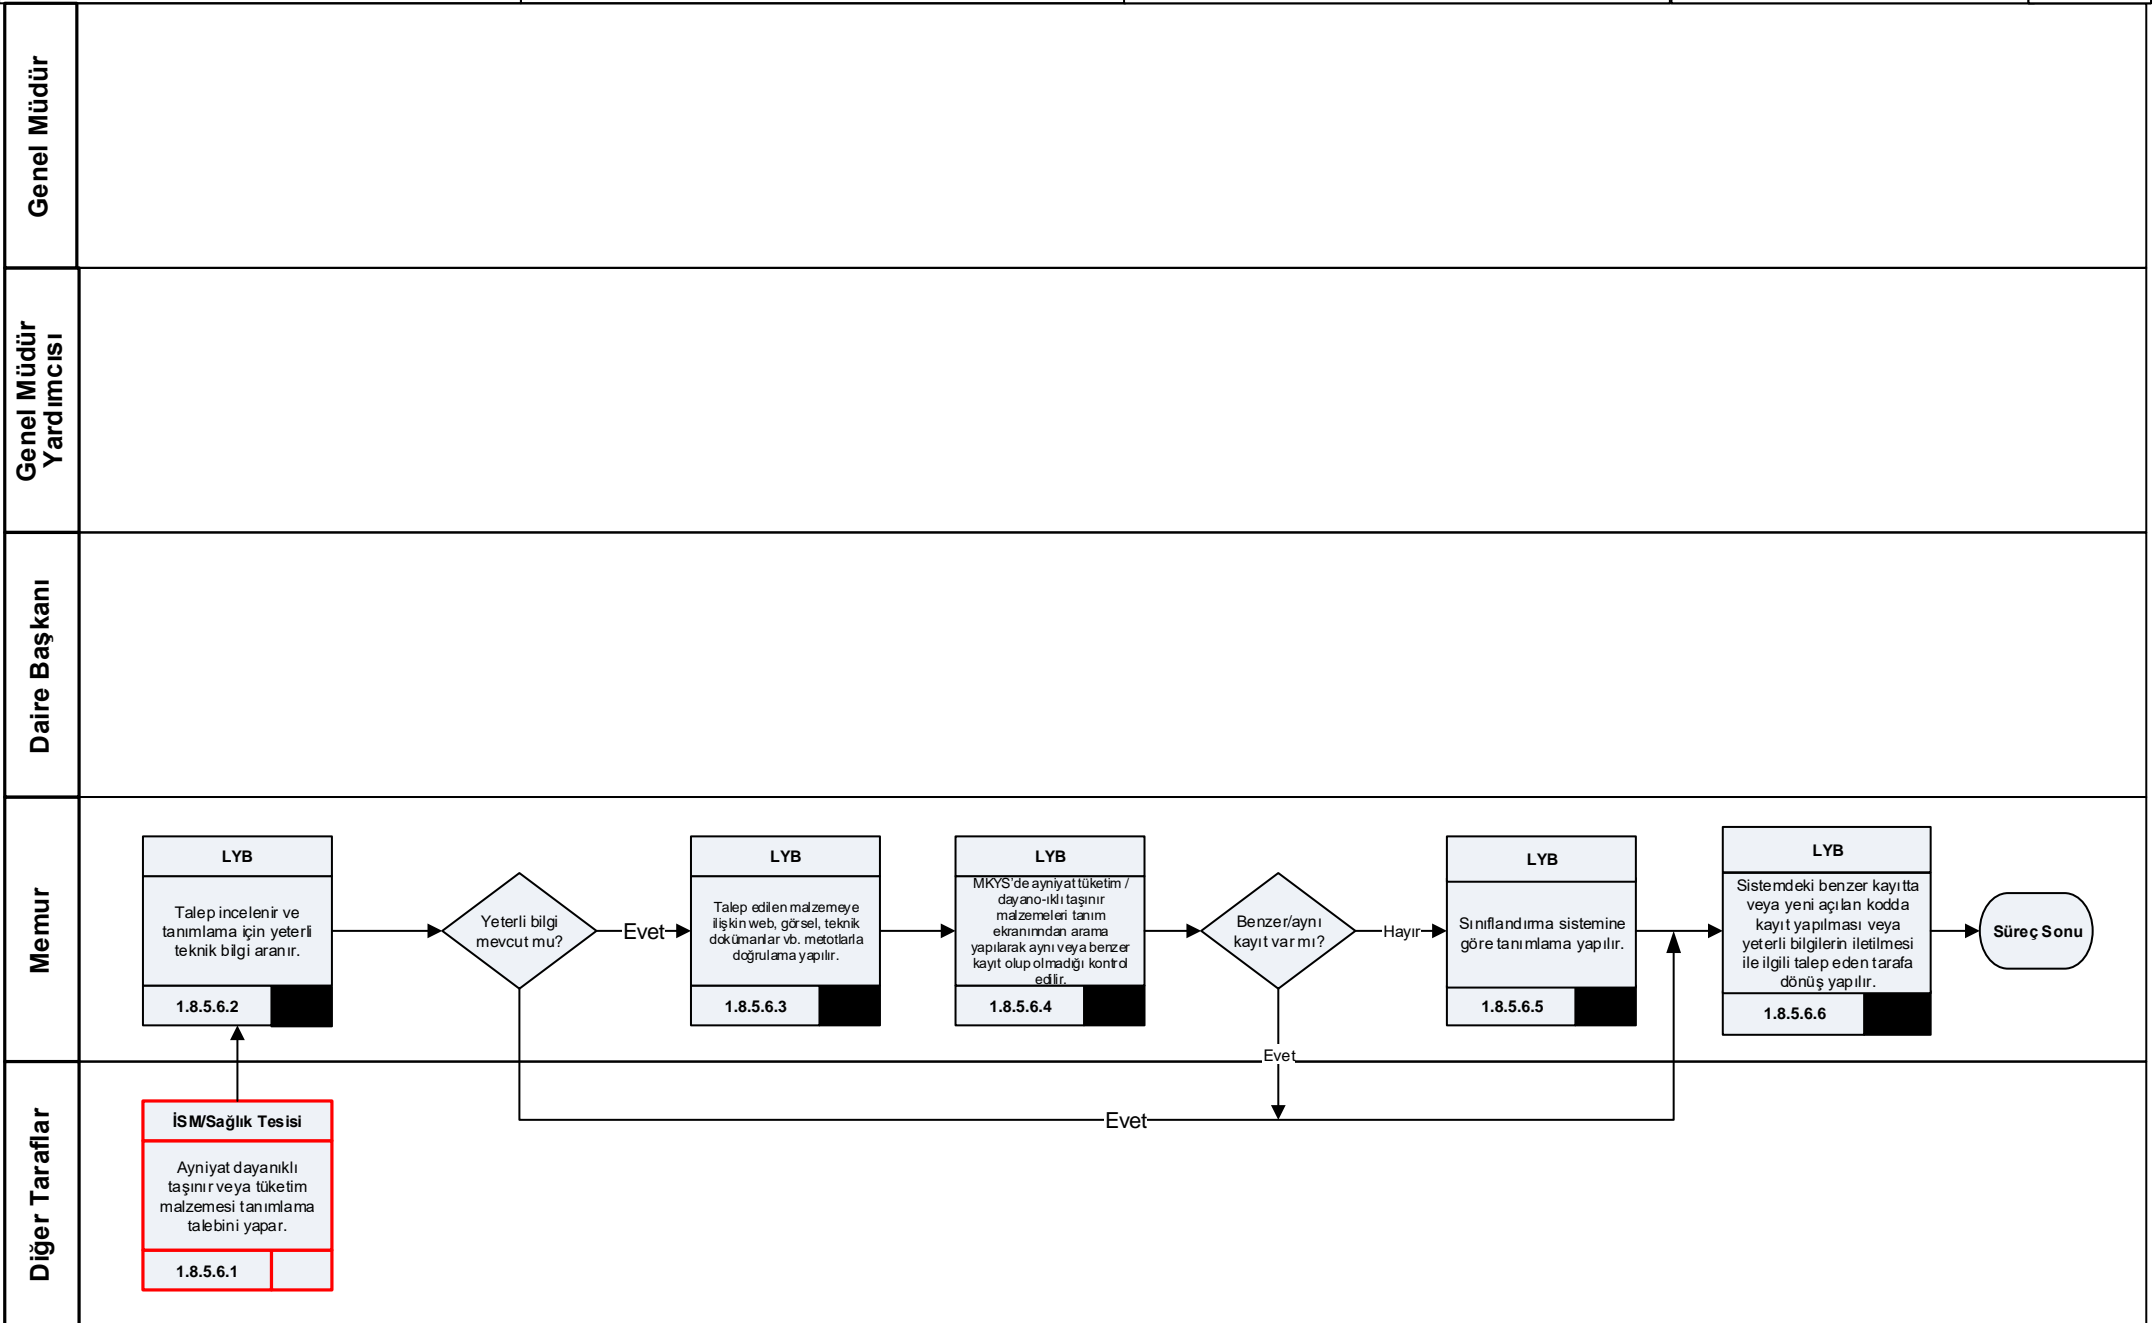 Genel Müdür
Genel Müdür
Yardımcısı
Daire Başkanı
Memur
LYB
Talep incelenir ve
tanımlama için yeterli
teknik bilgi aranır.
1.8.5.6.2
Yeterli bilgi
mevcut mu?
Evet
LYB
Talep edilen malzemeye
ilişkin web, görsel, teknik
dokümanlar vb. metotlarla
doğrulama yapılır.
1.8.5.6.3
LYB
MKYS'de ayniyat tüketim /
dayano-ıklı taşınır
malzemeleri tanım
ekranınndan arama
yapılarak aynı veya benzer
kayıt olup olmadığı kontrol
edilir.
1.8.5.6.4
Benzer/aynı
kayıt var mı?
Hayır
LYB
Sınıflandırma sistemine
göre tanımlama yapılır.
1.8.5.6.5
LYB
Sistemdeki benzer kayıtta
veya yeni açılan kodda
kayıt yapılması veya
yeterli bilgilerin iletilmesi
ile ilgili talep eden tarafa
dönüş yapılır.
1.8.5.6.6
Süreç Sonu
Evet
Evet
Diğer Taraflar
İSM/Sağlık Tesisi
Ayniyat dayanıklı
taşınır veya tüketim
malzemesi tanımlama
talebini yapar.
1.8.5.6.1